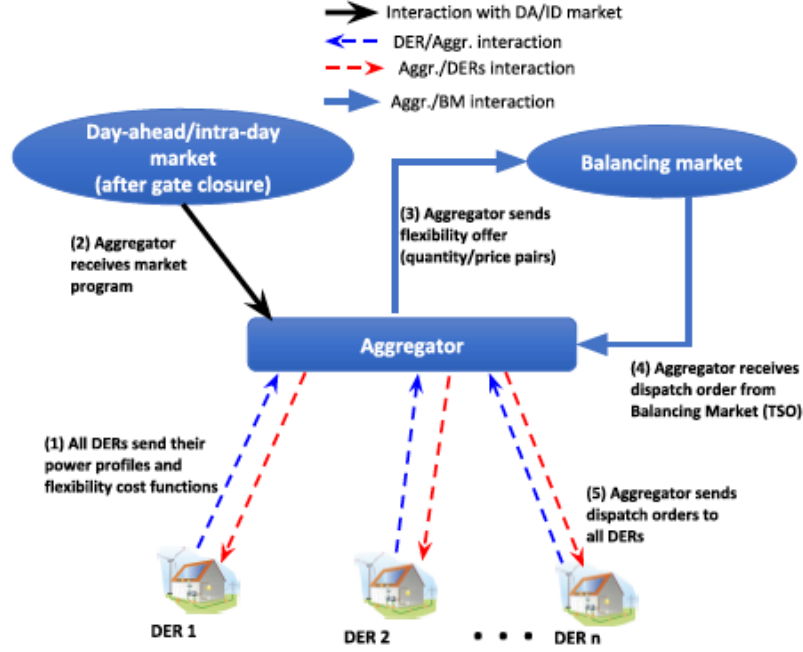 Interaction with DA/ID market
DER/Aggr. interaction
Aggr./DERs interaction
Aggr./BM interaction
Day-ahead/intra-day
market
(after gate closure)
Balancing market
(2) Aggregator
receives market
program
(3) Aggregator sends
flexibility offer
(quantity/price pairs)
Aggregator
(4) Aggregator receives
dispatch order from
Balancing Market (TSO)
(1) All DERs send their
power profiles and
flexibility cost functions
(5) Aggregator sends
dispatch orders to
all DERs
DER 1
DER 2
• • •
DER n